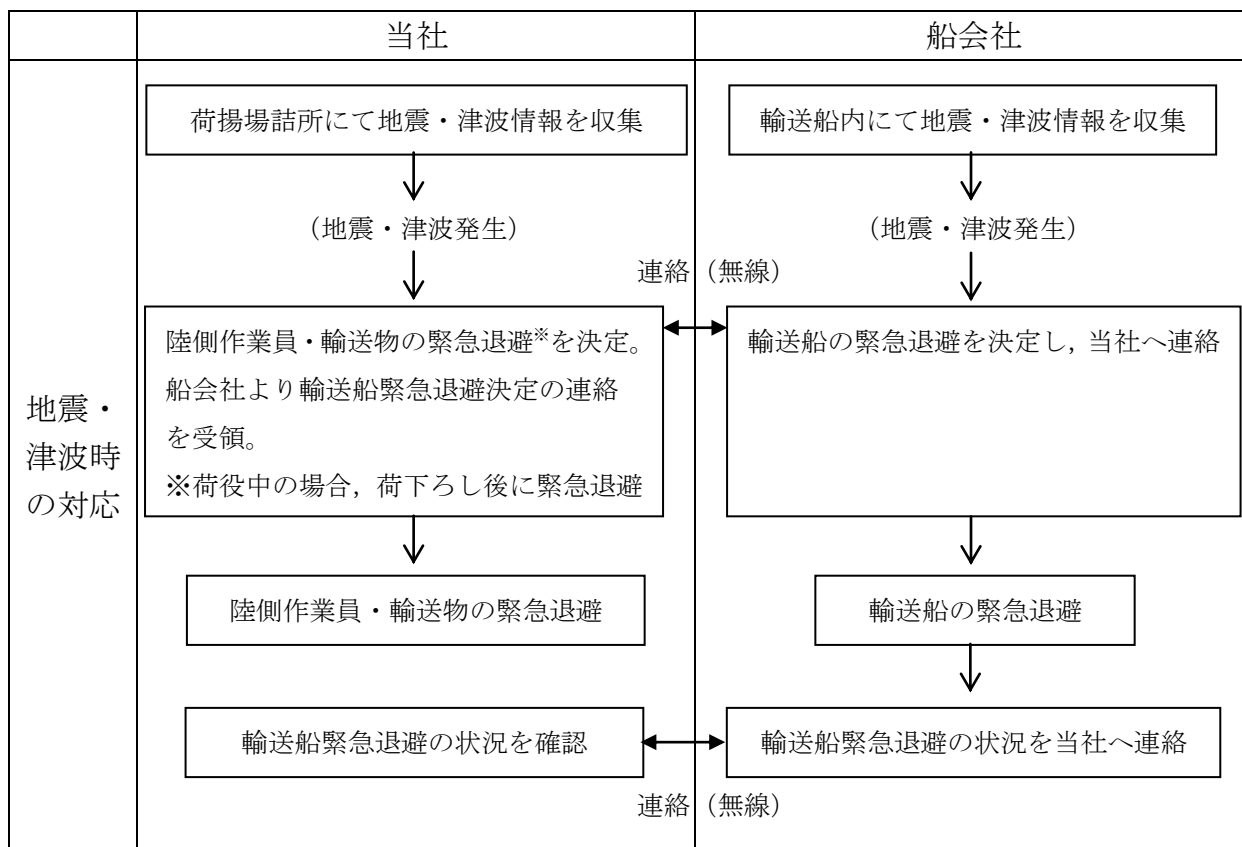 当社
船会社
地震・
津波時
の対応
荷揚場詰所にて地震・津波情報を収集
輸送船内にて地震・津波情報を収集
（地震・津波発生）
（地震・津波発生）
連絡（無線）
陸側作業員・輸送物の緊急退避※を決定。
船会社より輸送船緊急退避決定の連絡
を受領。
※荷役中の場合，荷下ろし後に緊急退避
輸送船の緊急退避を決定し，当社へ連絡
陸側作業員・輸送物の緊急退避
輸送船の緊急退避
輸送船緊急退避の状況を確認
輸送船緊急退避の状況を当社へ連絡
連絡（無線）